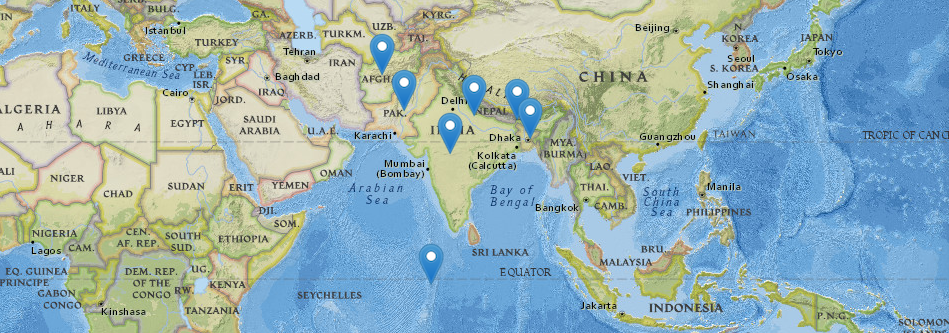 ITALY
BULG.
GA.
UZB.
KYRG.
Beijing
N
KOREA
JAPAN
Istanbul
TURKEY
AZERB.
TURKM.
TAJ.
Seoul
S. KOREA
Tokyo
GREECE
Tehran
Osaka
Mediterranean Sea
CYP.
SYR.
LEB.
ISR.
IRAN
AFGH.
CHINA
Shanghai
Baghdad
IRAQ
Cairo
JORD.
PAK.
Delhi
NEPAL
ALGERIA
LIBYA
EGYPT
SAUDI
ARABIA
U.A.E.
Karachi
INDIA
Dhaka
Guangzhou
TAIWAN
TROPIC OF CANC
SAHARA
MYA.
(BURMA)
Kolkata
(Calcutta)
Mumbai
(Bombay)
OMAN
LAO.
VIET.
ALI
NIGER
CHAD
SUDAN
ERIT
YEMEN
Arabian
Sea
Bay of
Bengal
THAI.
CAMB.
Bangkok
South
China
Sea
Manila
PHILIPPINES
DJI.
SOM.
NIGERIA
Lagos
CAM.
CEN.
AF. REP.
SOUTH
SUD.
ETHIOPIA
SRI LANKA
BRU.
MALAYSIA
EQ. GUINEA
PRINCIPE
GABON
CONGO
DEM. REP.
OF THE
CONGO
UG.
RW.
KENYA
EQUATOR
SEYCHELLES
Kinshasa
TANZANIA
Jakarta
INDONESIA
P.N.G.
SOLOMON